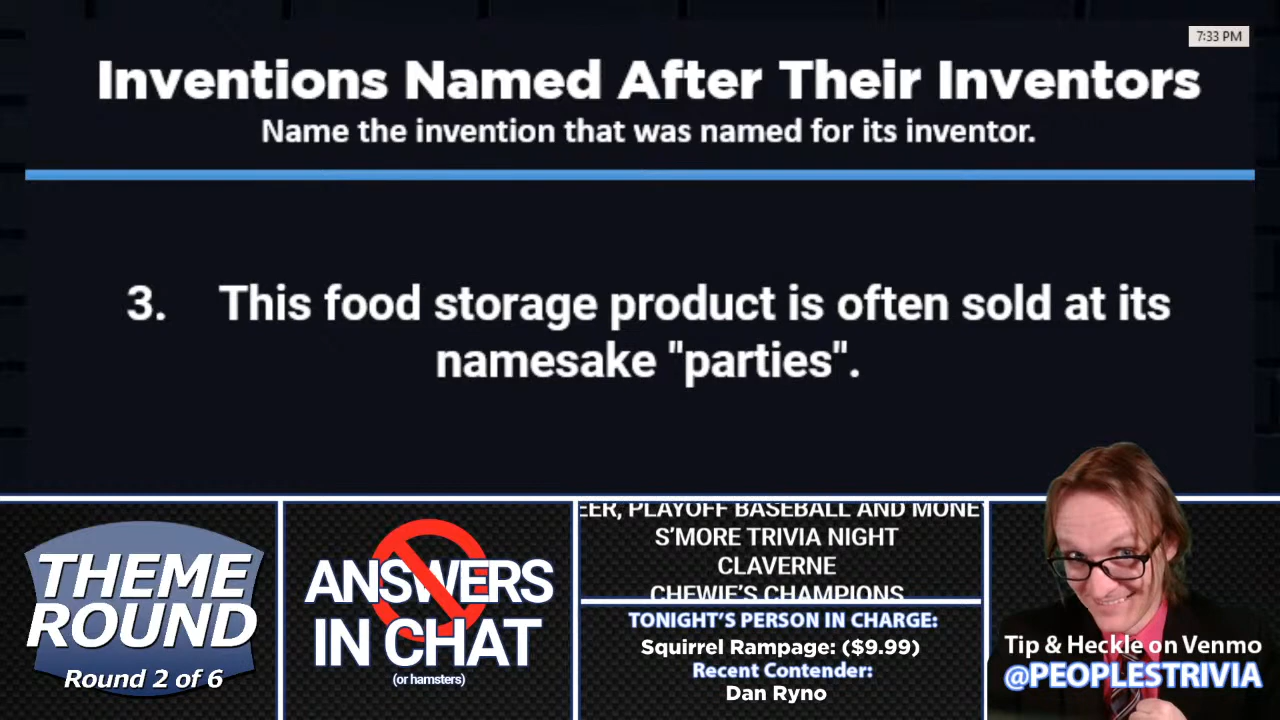 7:33 PM
Inventions Named After Their Inventors
Name the invention that was named for its inventor.
3. This food storage product is often sold at its
namesake "parties".
THEME
ROUND
Round 2 of 6
ANSWERS
IN CHAT
(or hamsters)
PLAYOFF BASEBALL AND MONEY
S'MORE TRIVIA NIGHT
CLAVERNE
CHEWIE'S CHAMPIONS
TONIGHT'S PERSON IN CHARGE:
Squirrel Rampage: ($9.99)
Recent Contender:
Dan Ryno
Tip & Heckle on Venmo
@PEOPLESTRIVIA